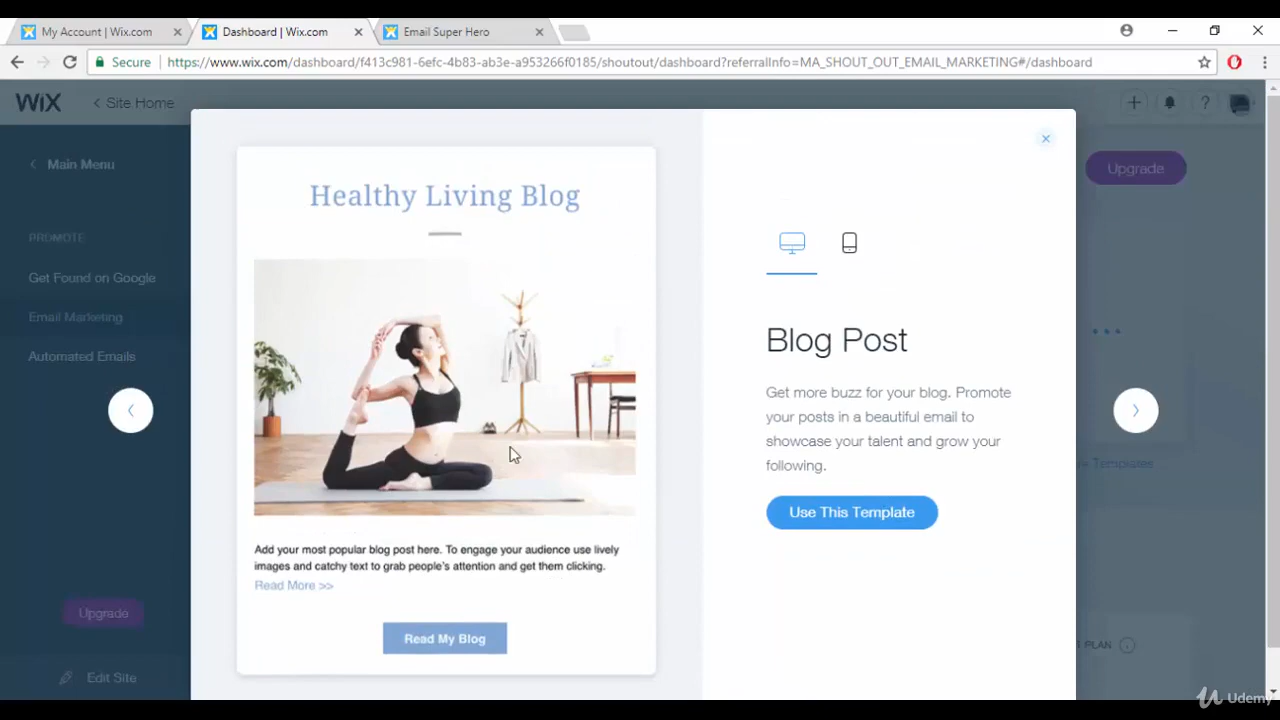 My Account | Wix.com
Dashboard | Wix.com
Email Super Hero
Secure
https://www.wix.com/dashboard/f413c981-6efc-4b83-ab3e-a953266f0185/shoutout/dashboard?referralInfo=MA_SHOUT_OUT_EMAIL_MARKETING#/dashboard
WiX
Site Home
Main Menu
Upgrade
PROMOTE
Get Found on Google
Email Marketing
Automated Emails
Upgrade
Edit Site
Healthy Living Blog
Add your most popular blog post here. To engage your audience use lively
images and catchy text to grab people's attention and get them clicking.
Read More >>
Read My Blog
Blog Post
Get more buzz for your blog. Promote
your posts in a beautiful email to
showcase your talent and grow your
following.
Use This Template
Templates
PLAN
Udemy